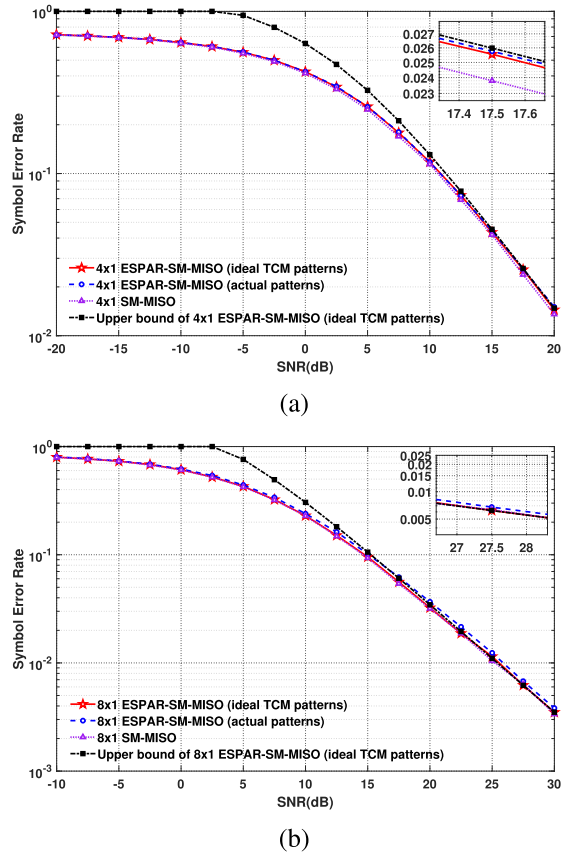 10^0
10^-1
10^-2
Symbol Error Rate
-20 -15 -10 -5 0 5 10 15 20
SNR(dB)
4x1 ESPAR-SM-MISO (ideal TCM patterns)
4x1 ESPAR-SM-MISO (actual patterns)
4x1 SM-MISO
Upper bound of 4x1 ESPAR-SM-MISO (ideal TCM patterns)
0.027
0.026
0.025
0.024
0.023
17.4 17.5 17.6
(a)
10^0
10^-1
10^-2
10^-3
Symbol Error Rate
-10 -5 0 5 10 15 20 25 30
SNR(dB)
8x1 ESPAR-SM-MISO (ideal TCM patterns)
8x1 ESPAR-SM-MISO (actual patterns)
8x1 SM-MISO
Upper bound of 8x1 ESPAR-SM-MISO (ideal TCM patterns)
0.025
0.02
0.015
0.01
0.005
27 27.5 28
(b)